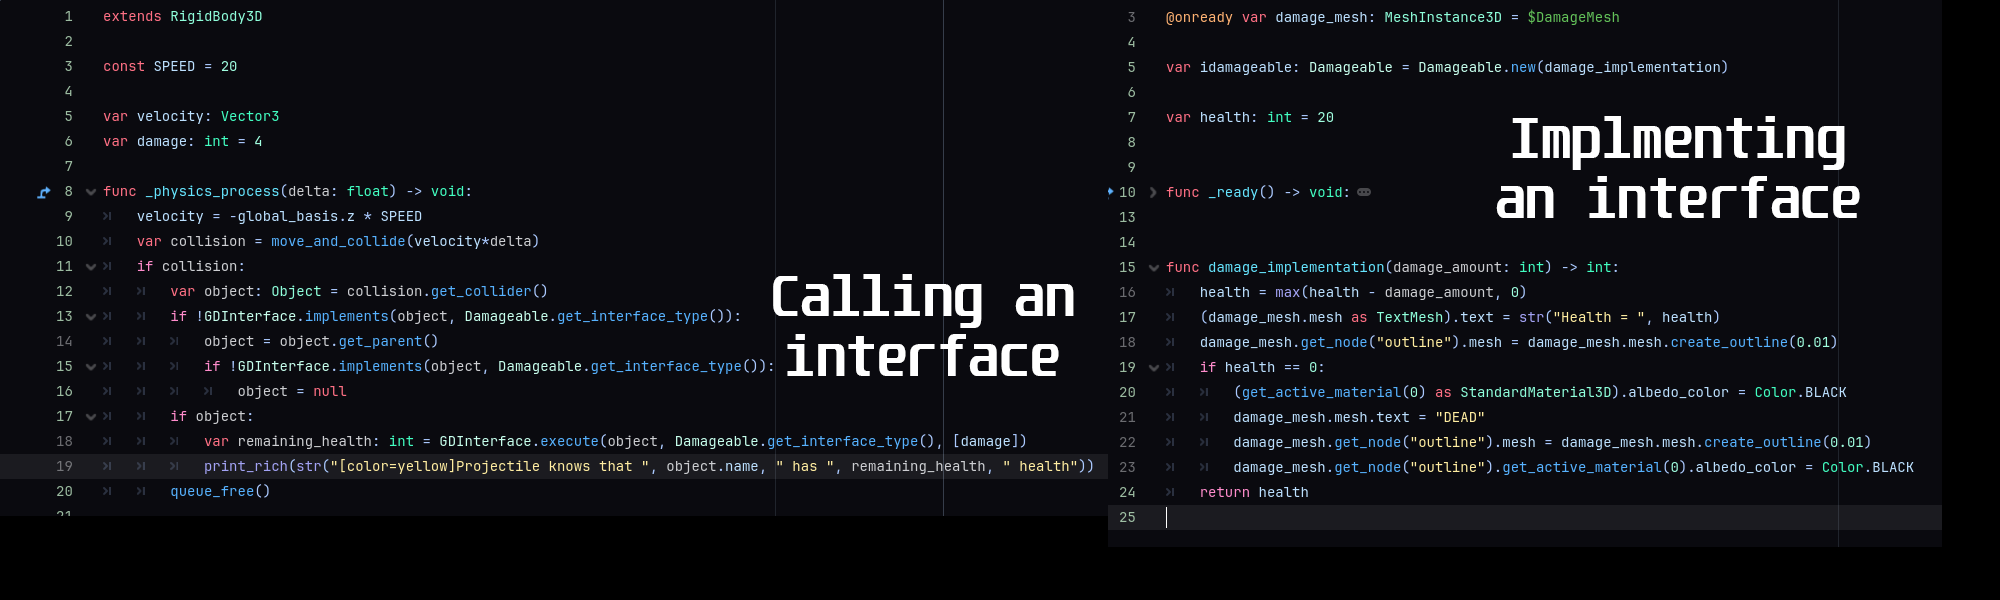 1 extends RigidBody3D
2
3 const SPEED = 20
4
5 var velocity: Vector3
6 var damage: int = 4
7
8 func _physics_process(delta: float) -> void:
9 velocity = -global_basis.z * SPEED
10 var collision = move_and_collide(velocity*delta)
11 if collision:
12 var object: Object = collision.get_collider()
13 if !GDInterface.implements(object, Damageable.get_interface_type()):
14 object = object.get_parent()
15 if !GDInterface.implements(object, Damageable.get_interface_type()):
16 object = null
17 if object:
18 var remaining_health: int = GDInterface.execute(object, Damageable.get_interface_type(), [damage])
19 print_rich(str("[color=yellow]Projectile knows that ", object.name, " has ", remaining_health, " health"))
20 queue_free()
21
Calling an
interface
3 @onready var damage_mesh: MeshInstance3D = $DamageMesh
4
5 var idamageable: Damageable = Damageable.new(damage_implementation)
6
7 var health: int = 20
8
9
10 func _ready() -> void:
13
14
15 func damage_implementation(damage_amount: int) -> int:
16 health = max(health - damage_amount, 0)
17 (damage_mesh.mesh as TextMesh).text = str("Health = ", health)
18 damage_mesh.get_node("outline").mesh = damage_mesh.mesh.create_outline(0.01)
19 if health == 0:
20 (get_active_material(0) as StandardMaterial3D).albedo_color = Color.BLACK
21 damage_mesh.mesh.text = "DEAD"
22 damage_mesh.get_node("outline").mesh = damage_mesh.mesh.create_outline(0.01)
23 damage_mesh.get_node("outline").get_active_material(0).albedo_color = Color.BLACK
24 return health
25
Implmenting
an interface